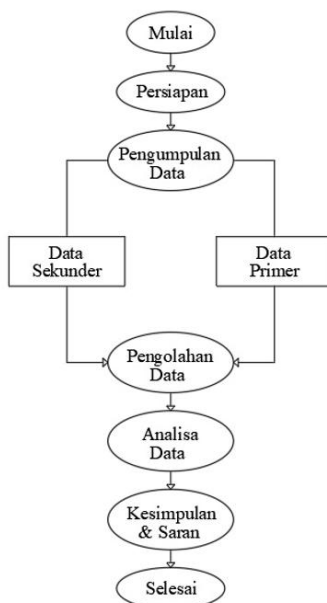 Mulai
Persiapan
Pengumpulan
Data
Data
Sekunder
Data
Primer
Pengolahan
Data
Analisa
Data
Kesimpulan
& Saran
Selesai